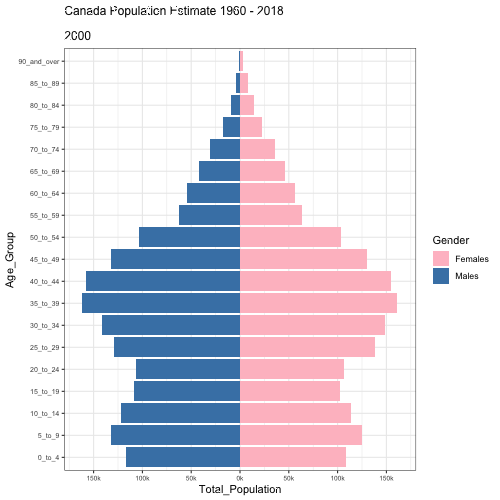 Canada Population Estimate 1960 - 2018
2000
90_and_over
85_to_89
80_to_84
75_to_79
70_to_74
65_to_69
60_to_64
55_to_59
50_to_54
45_to_49
40_to_44
35_to_39
30_to_34
25_to_29
20_to_24
15_to_19
10_to_14
5_to_9
0_to_4
Age_Group
150k 100k 50k 0k 50k 100k 150k
Total_Population
Gender
Females
Males